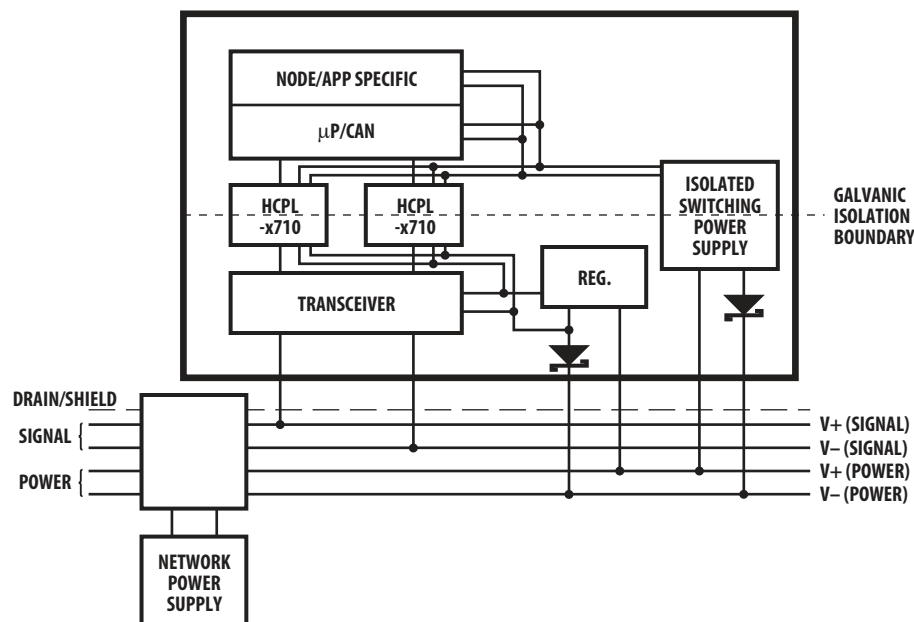 NODE/APP SPECIFIC
μP/CAN
HCPL
-x710
HCPL
-x710
ISOLATED
SWITCHING
POWER
SUPPLY
GALVANIC
ISOLATION
BOUNDARY
REG.
TRANSCEIVER
DRAIN/SHIELD
SIGNAL
POWER
V+ (SIGNAL)
V– (SIGNAL)
V+ (POWER)
V– (POWER)
NETWORK
POWER
SUPPLY